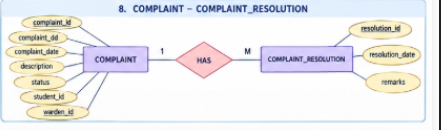 8. COMPLAINT – COMPLAINT_RESOLUTION
complaint_id
complaint_dd
complaint_date
description
status
student_id
warden_id
COMPLAINT
1
HAS
M
COMPLAINT_RESOLUTION
resolution_id
resolution_date
remarks